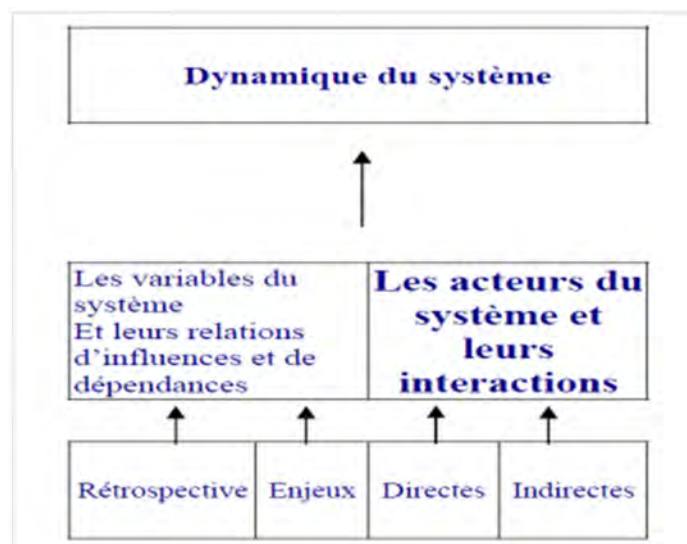 Dynamique du système
Les variables du
système
Et leurs relations
d'influences et de
dépendances
Les acteurs du
système et
leurs
interactions
Rétrospective
Enjeux
Directes
Indirectes